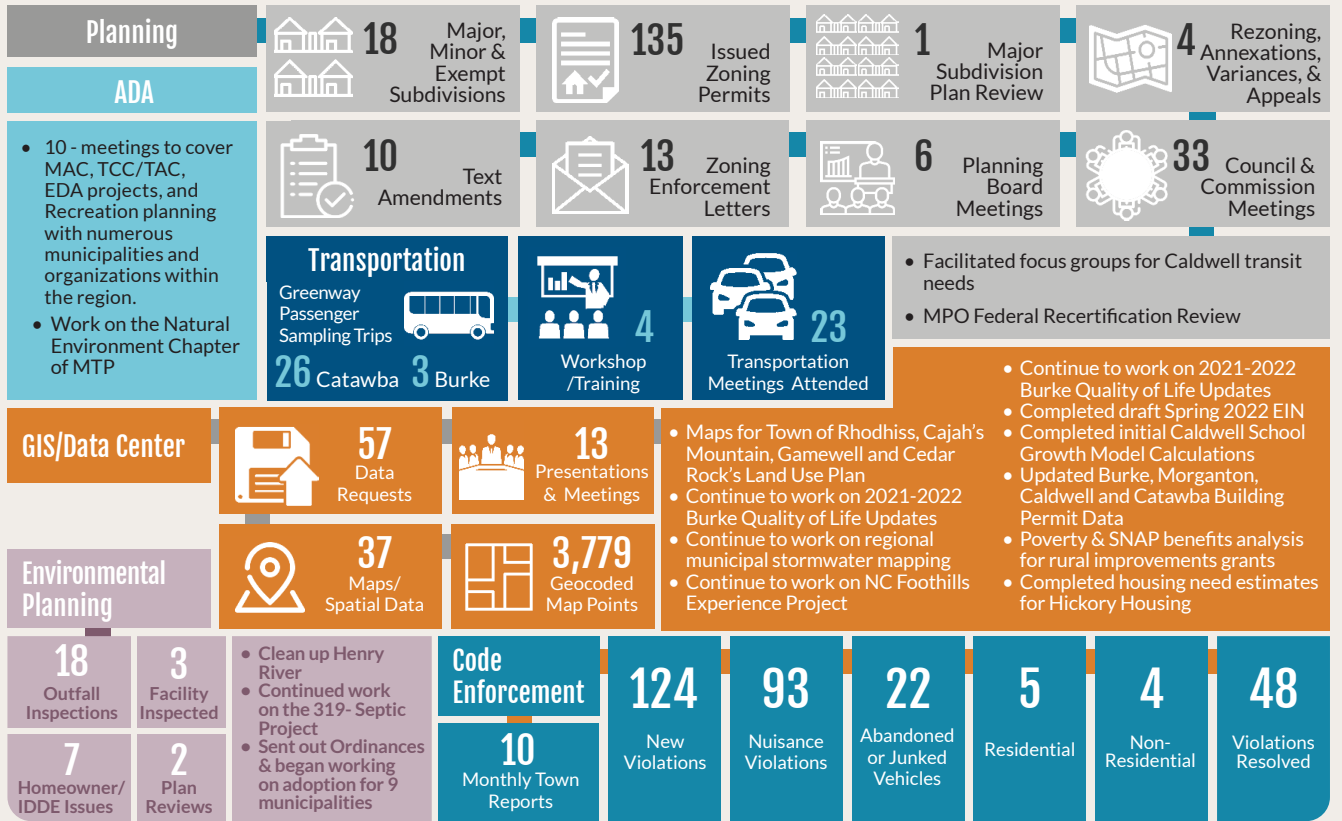 Planning
18
Major,
Minor &
Exempt
Subdivisions
135
Issued
Zoning
Permits
1
Major
Subdivision
Plan Review
4
Rezoning,
Annexations,
Variances, &
Appeals
10
Text
Amendments
13
Zoning
Enforcement
Letters
6
Planning
Board
Meetings
33
Council &
Commission
Meetings
ADA
• 10 - meetings to cover
MAC, TCC/TAC,
EDA projects, and
Recreation planning
with numerous
municipalities and
organizations within
the region.
• Work on the Natural
Environment Chapter
of MTP
Transportation
Greenway
Passenger
Sampling Trips
26 Catawba 3 Burke
4
Workshop
/Training
23
Transportation
Meetings Attended
• Facilitated focus groups for Caldwell transit
needs
• MPO Federal Recertification Review
GIS/Data Center
57
Data
Requests
13
Presentations
& Meetings
37
Maps/
Spatial Data
3,779
Geocoded
Map Points
• Maps for Town of Rhodhiss, Cajah's
Mountain, Gamewell and Cedar
Rock's Land Use Plan
• Continue to work on 2021-2022
Burke Quality of Life Updates
• Continue to work on regional
municipal stormwater mapping
• Continue to work on NC Foothills
Experience Project
• Continue to work on 2021-2022
Burke Quality of Life Updates
• Completed draft Spring 2022 EIN
• Completed initial Caldwell School
Growth Model Calculations
• Updated Burke, Morganton,
Caldwell and Catawba Building
Permit Data
• Poverty & SNAP benefits analysis
for rural improvements grants
• Completed housing need estimates
for Hickory Housing
Environmental
Planning
18
Outfall
Inspections
3
Facility
Inspected
7
Homeowner/
IDDE Issues
2
Plan
Reviews
• Clean up Henry
River
• Continued work
on the 319- Septic
Project
• Sent out Ordinances
& began working
on adoption for 9
municipalities
Code
Enforcement
10
Monthly Town
Reports
124
New
Violations
93
Nuisance
Violations
22
Abandoned
or Junked
Vehicles
5
Residential
4
Non-
Residential
48
Violations
Resolved